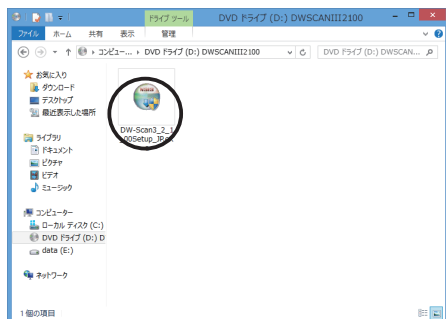 ドライブ ツール
DVD ドライブ (D:) DWSCANIII2100
ファイル ホーム 共有 表示 管理
コンピュー... DVD ドライブ (D:) DWSCANIII2100
DVD ドライブ (D:) DWSCAN...
お気に入り
ダウンロード
デスクトップ
最近表示した場所
ライブラリ
ドキュメント
ピクチャ
ビデオ
ミュージック
コンピューター
ローカル ディスク (C:)
DVD ドライブ (D:) D
data (E:)
ネットワーク
DW-Scan3_2_1
00Setup_JP.ex
1 個の項目